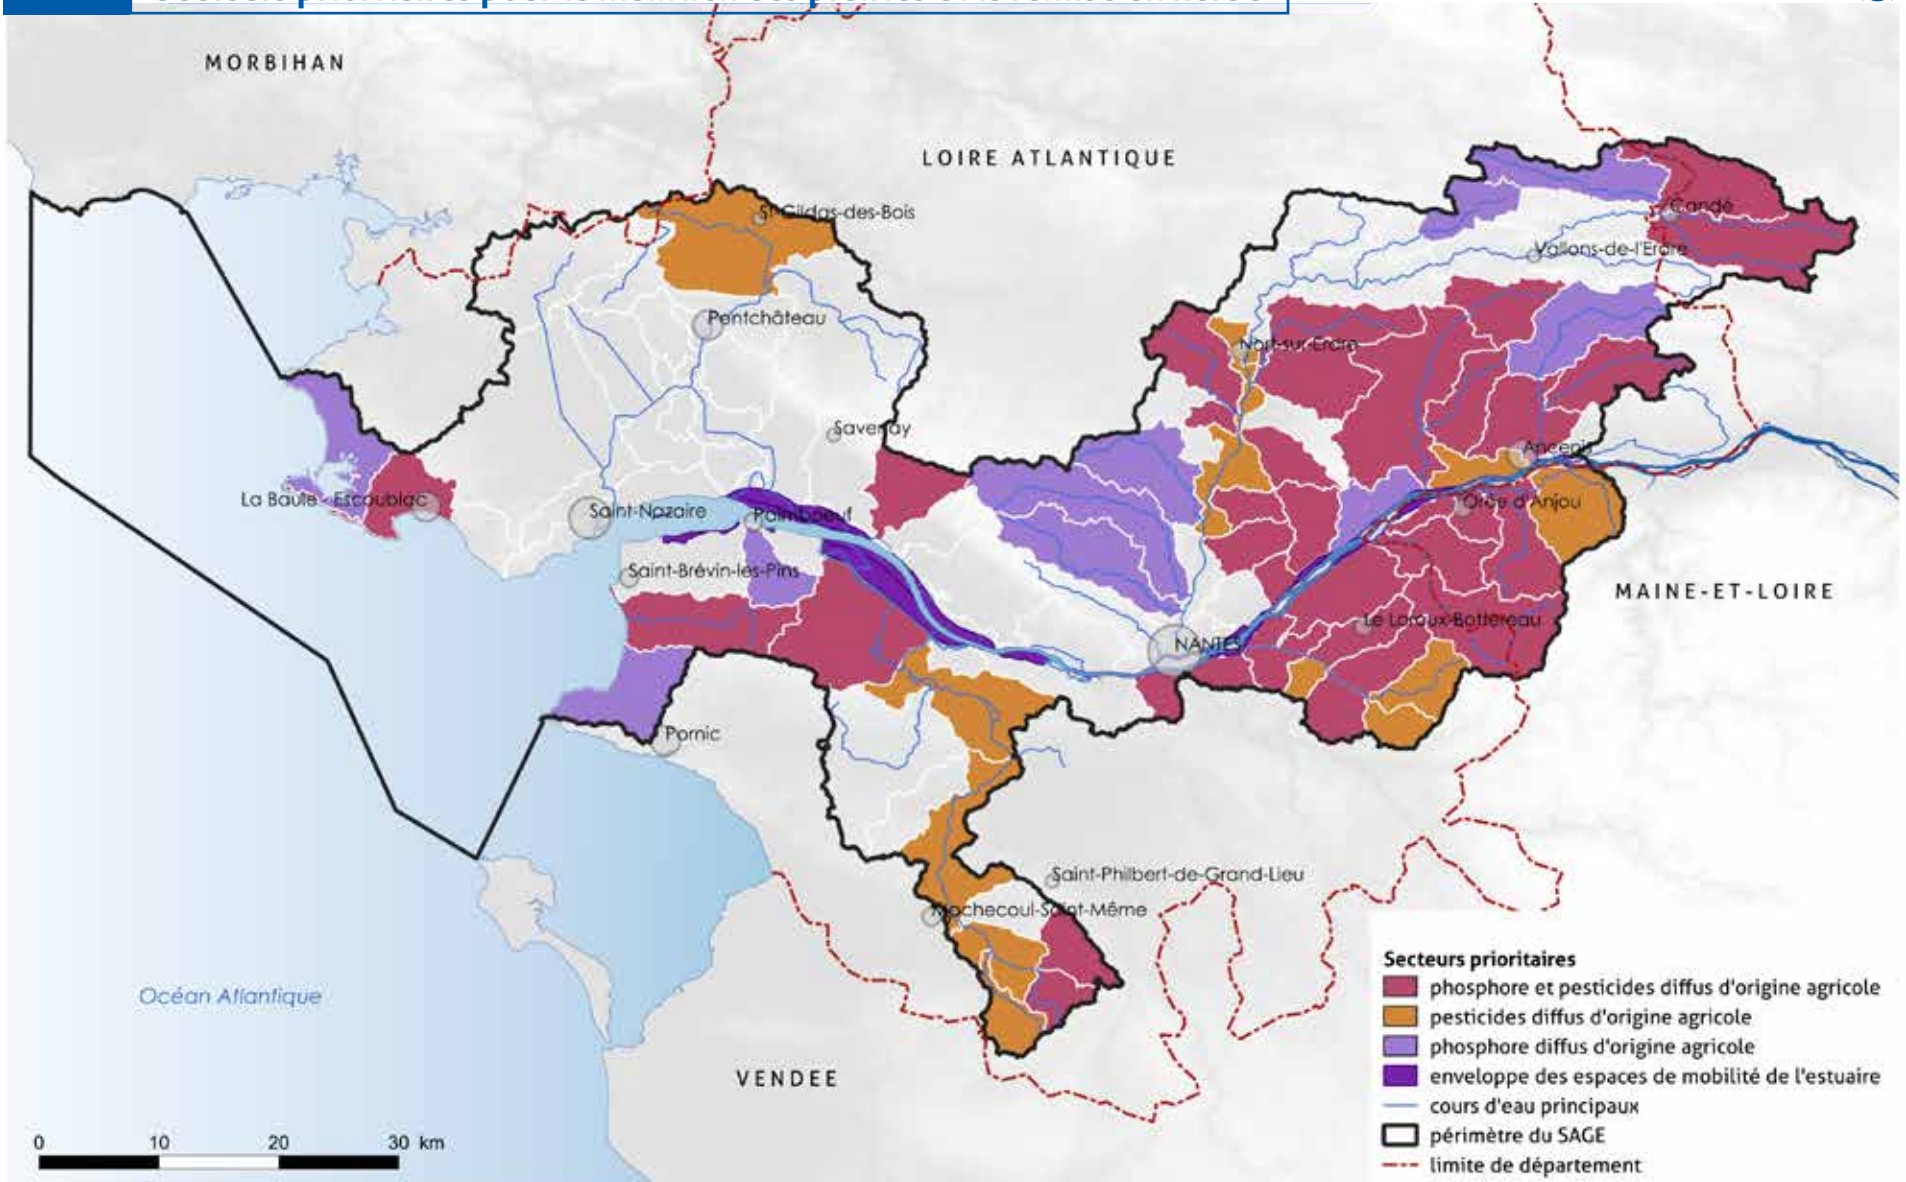 MORBIHAN
LOIRE ATLANTIQUE
St-Gildas-des-Bois
Candé
Vallons-de-l'Erdre
Pontchâteau
Nort-sur-Erdre
Savenay
Ancenis
La Baule - Escoublac
Saint-Nazaire
Paimboeuf
Orée d'Anjou
Saint-Brévin-les-Pins
MAINE-ET-LOIRE
Le Loroux-Bottereau
NANTES
Pornic
Saint-Philbert-de-Grand-Lieu
Machecoul-Saint-Même
Océan Atlantique
VENDEE
0 10 20 30 km
Secteurs prioritaires
phosphore et pesticides diffus d'origine agricole
pesticides diffus d'origine agricole
phosphore diffus d'origine agricole
enveloppe des espaces de mobilité de l'estuaire
cours d'eau principaux
périmètre du SAGE
limite de département